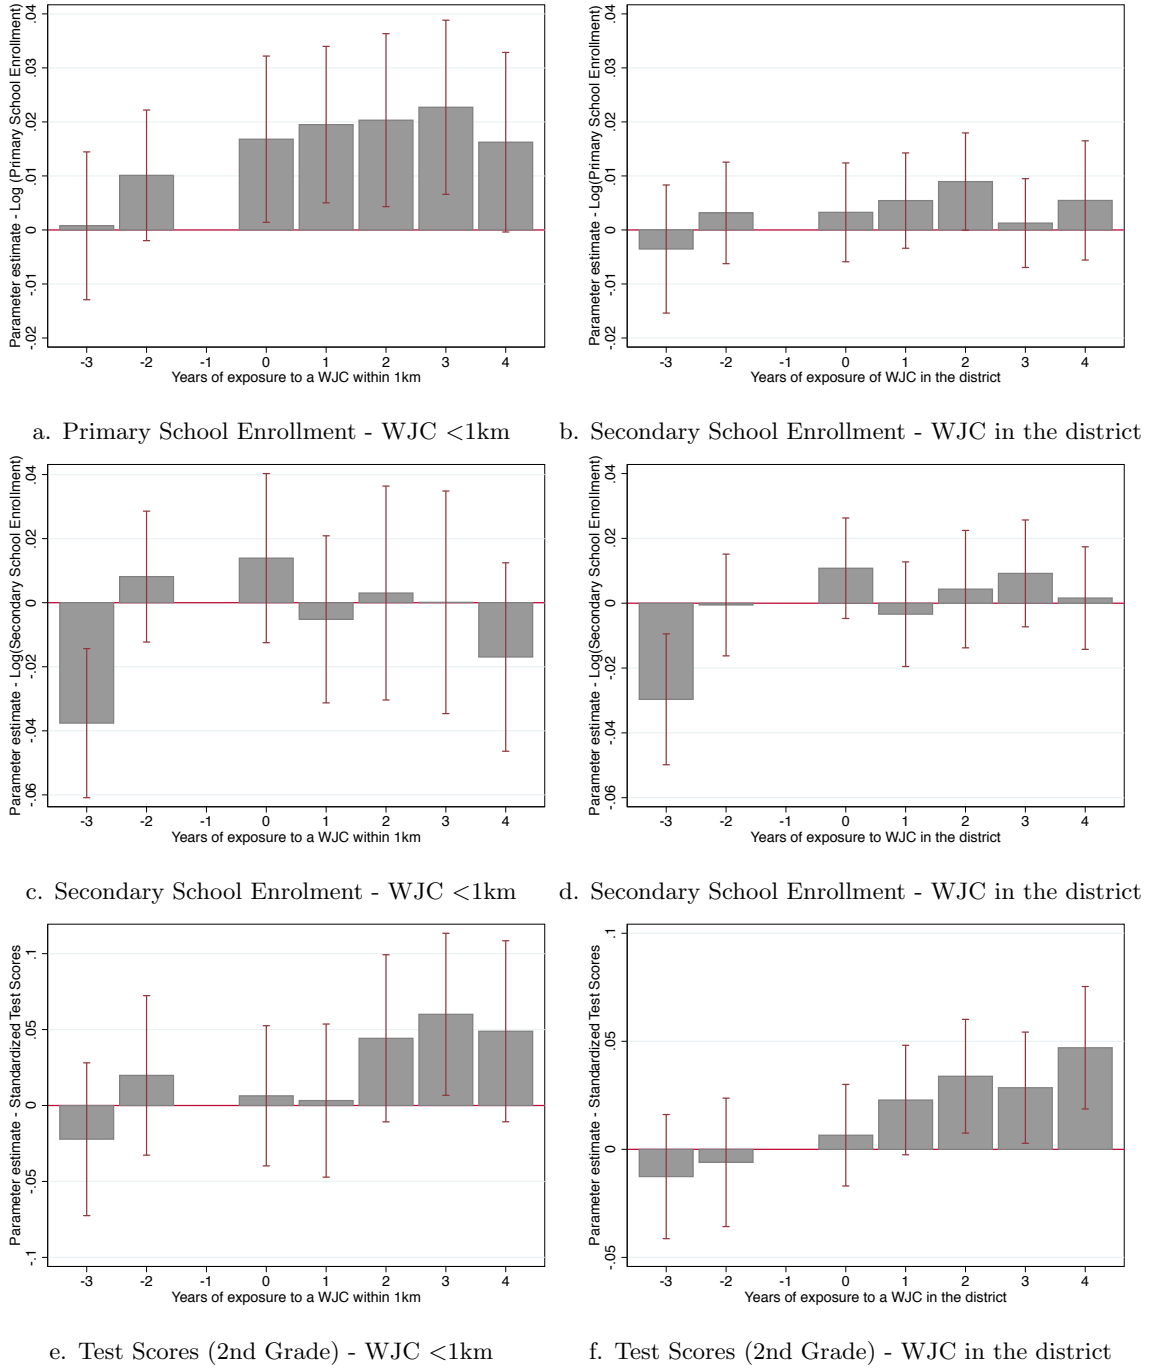 Parameter estimate - Log (Primary School Enrollment)
.04
.03
.02
.01
0
-.01
-.02
-3 -2 -1 0 1 2 3 4
Years of exposure to a WJC within 1km
a. Primary School Enrollment - WJC <1km
Parameter estimate - Log(Primary School Enrollment)
.04
.03
.02
.01
0
-.01
-.02
-3 -2 -1 0 1 2 3 4
Years of exposure of WJC in the district
b. Secondary School Enrollment - WJC in the district
Parameter estimate - Log(Secondary School Enrollment)
.04
.02
0
-.02
-.04
-.06
-3 -2 -1 0 1 2 3 4
Years of exposure to a WJC within 1km
c. Secondary School Enrolment - WJC <1km
Parameter estimate - Log(Secondary School Enrollment)
.04
.02
0
-.02
-.04
-.06
-3 -2 -1 0 1 2 3 4
Years of exposure to WJC in the district
d. Secondary School Enrollment - WJC in the district
Parameter estimate - Standardized Test Scores
.1
.05
0
-.05
-.1
-3 -2 -1 0 1 2 3 4
Years of exposure to a WJC within 1km
e. Test Scores (2nd Grade) - WJC <1km
Parameter estimate - Standardized Test Scores
.1
.05
0
-.05
-3 -2 -1 0 1 2 3 4
Years of exposure to a WJC in the district
f. Test Scores (2nd Grade) - WJC in the district